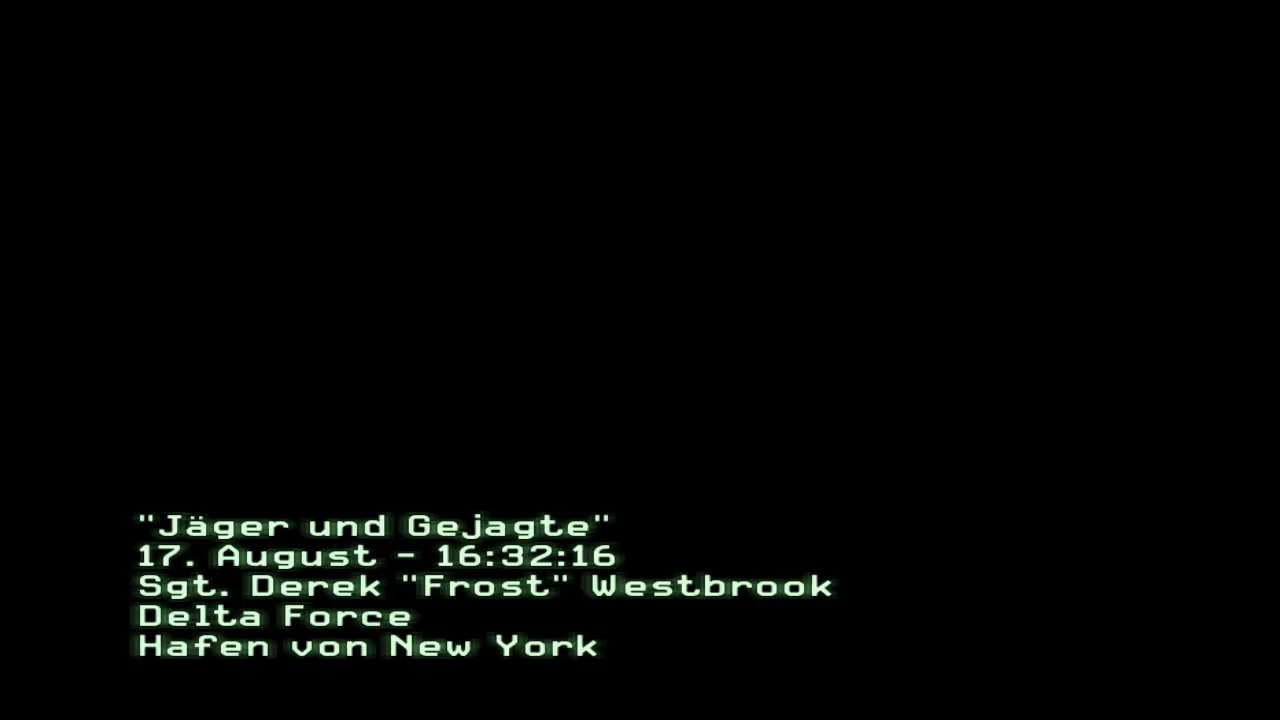 "Jäger und Gejagte"
17. August - 16:32:16
Sgt. Derek "Frost" Westbrook
Delta Force
Hafen von New York